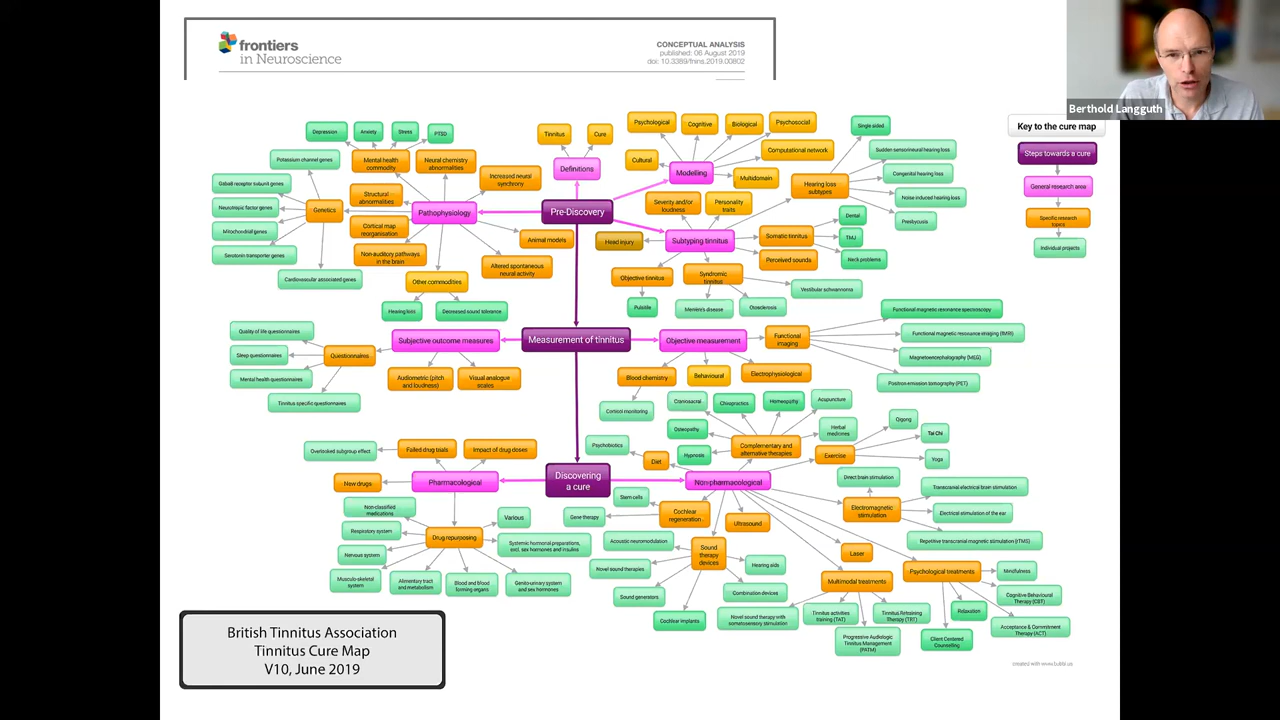 frontiers
in Neuroscience
CONCEPTUAL ANALYSIS
published: 06 August 2019
doi: 10.3389/fnins.2019.00802
Berthold Langguth
Key to the cure map
Steps towards a cure
General research area
Specific research
topics
Individual projects
Pre-Discovery
Definitions
Tinnitus
Cure
Modelling
Psychological
Cognitive
Biological
Psychosocial
Cultural
Computational network
Multidomain
Pathophysiology
Mental health
commodity
Depression
Anxiety
Stress
PTSD
Neural chemistry
abnormalities
Increased neural
synchrony
Structural
abnormalities
Genetics
Potassium channel genes
GabaB receptor subunit genes
Neurotropic factor genes
Mitochondrial genes
Serotonin transporter genes
Cardiovascular associated genes
Cortical map
reorganisation
Non-auditory pathways
in the brain
Animal models
Altered spontaneous
neural activity
Other commodities
Hearing loss
Decreased sound tolerance
Subtyping tinnitus
Severity and/or
loudness
Personality
traits
Head injury
Objective tinnitus
Pulsitile
Syndromic
tinnitus
Meniere's disease
Otosclerosis
Vestibular schwannoma
Somatic tinnitus
Dental
TMJ
Neck problems
Perceived sounds
Hearing loss
subtypes
Single sided
Sudden sensorineural hearing loss
Congenital hearing loss
Noise induced hearing loss
Presbycusis
Measurement of tinnitus
Subjective outcome measures
Questionnaires
Quality of life questionnaires
Sleep questionnaires
Mental health questionnaires
Tinnitus specific questionnaires
Audiometric (pitch
and loudness)
Visual analogue
scales
Objective measurement
Functional
imaging
Functional magnetic resonance spectroscopy
Functional magnetic resonance imaging (fMRI)
Magnetoencephalography (MEG)
Positron emission tomography (PET)
Blood chemistry
Cortisol monitoring
Behavioural
Electrophysiological
Discovering
a cure
Pharmacological
Failed drug trials
Overlooked subgroup effect
Impact of drug doses
New drugs
Drug repurposing
Non-classified
medications
Respiratory system
Nervous system
Musculo-skeletal
system
Alimentary tract
and metabolism
Blood and blood
forming organs
Genito-urinary system
and sex hormones
Systemic hormonal preparations,
excl. sex hormones and insulins
Various
Non-pharmacological
Diet
Psychobiotics
Complementary and
alternative therapies
Craniosacral
Chiropractics
Homeopathy
Acupuncture
Osteopathy
Hypnosis
Herbal
medicines
Exercise
Qigong
Tai Chi
Yoga
Electromagnetic
stimulation
Direct brain stimulation
Transcranial electrical brain stimulation
Electrical stimulation of the ear
Repetitive transcranial magnetic stimulation (rTMS)
Cochlear
regeneration
Stem cells
Gene therapy
Ultrasound
Sound
therapy
devices
Acoustic neuromodulation
Novel sound therapies
Sound generators
Cochlear implants
Hearing aids
Combination devices
Laser
Multimodal treatments
Novel sound therapy with
somatosensory stimulation
Tinnitus activities
training (TAT)
Progressive Audiologic
Tinnitus Management
(PATM)
Tinnitus Retraining
Therapy (TRT)
Psychological treatments
Mindfulness
Cognitive Behavioural
Therapy (CBT)
Acceptance & Commitment
Therapy (ACT)
Relaxation
Client Centered
Counselling
British Tinnitus Association
Tinnitus Cure Map
V10, June 2019
created with www.bubbl.us